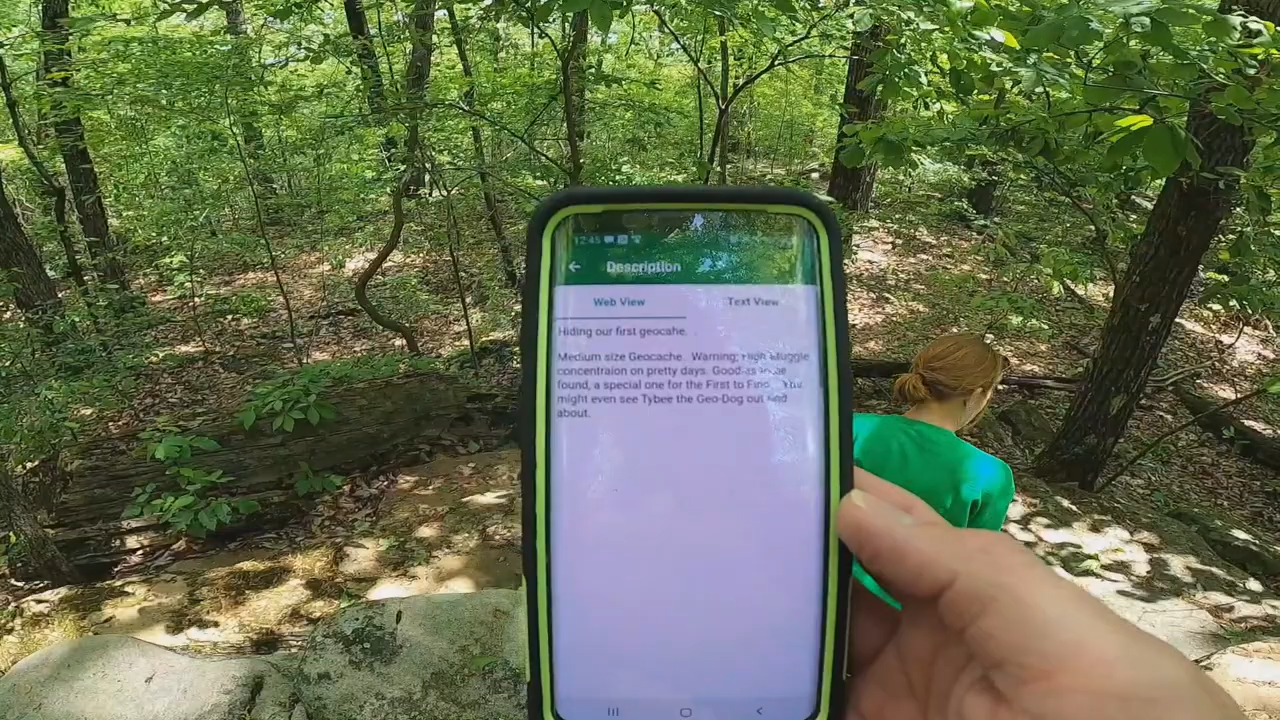 12:45
Description
Web View Text View
Hiding our first geocahe.
Medium size Geocache. Warning; High Muggle
concentraion on pretty days. Good
found, a special one for the First to Find.
might even see Tybee the Geo-Dog out and
about.